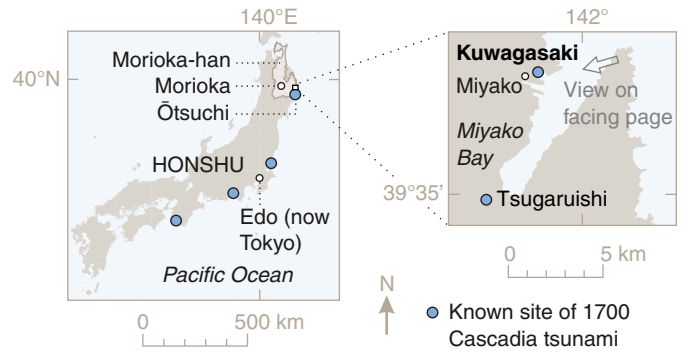 140°E
40°N
Morioka-han
Morioka
Ōtsuchi
HONSHU
Edo (now
Tokyo)
Pacific Ocean
0 500 km
142°
Kuwagasaki
Miyako
View on
facing page
Miyako
Bay
39°35'
Tsugaruishi
0 5 km
N
Known site of 1700
Cascadia tsunami